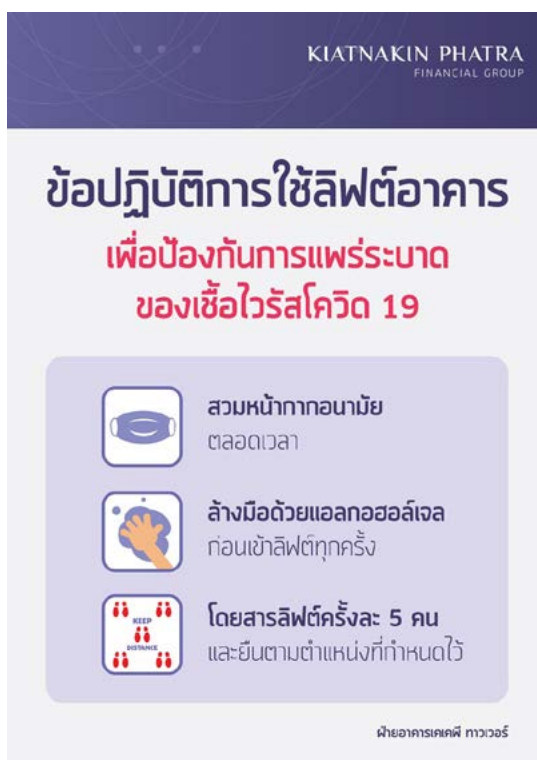 KIATNAKIN PHATRA
FINANCIAL GROUP
ข้อปฏิบัติการใช้ลิฟต์อาคาร
เพื่อป้องกันการแพร่ระบาด
ของเชื้อไวรัสโควิด 19
สวมหน้ากากอนามัย
ตลอดเวลา
ล้างมือด้วยแอลกอฮอล์เจล
ก่อนเข้าลิฟต์ทุกครั้ง
KEEP
DISTANCE
โดยสารลิฟต์ครั้งละ 5 คน
และยืนตามตำแหน่งที่กำหนดไว้
ฝ่ายอาคารเคเคพี ทาวเวอร์